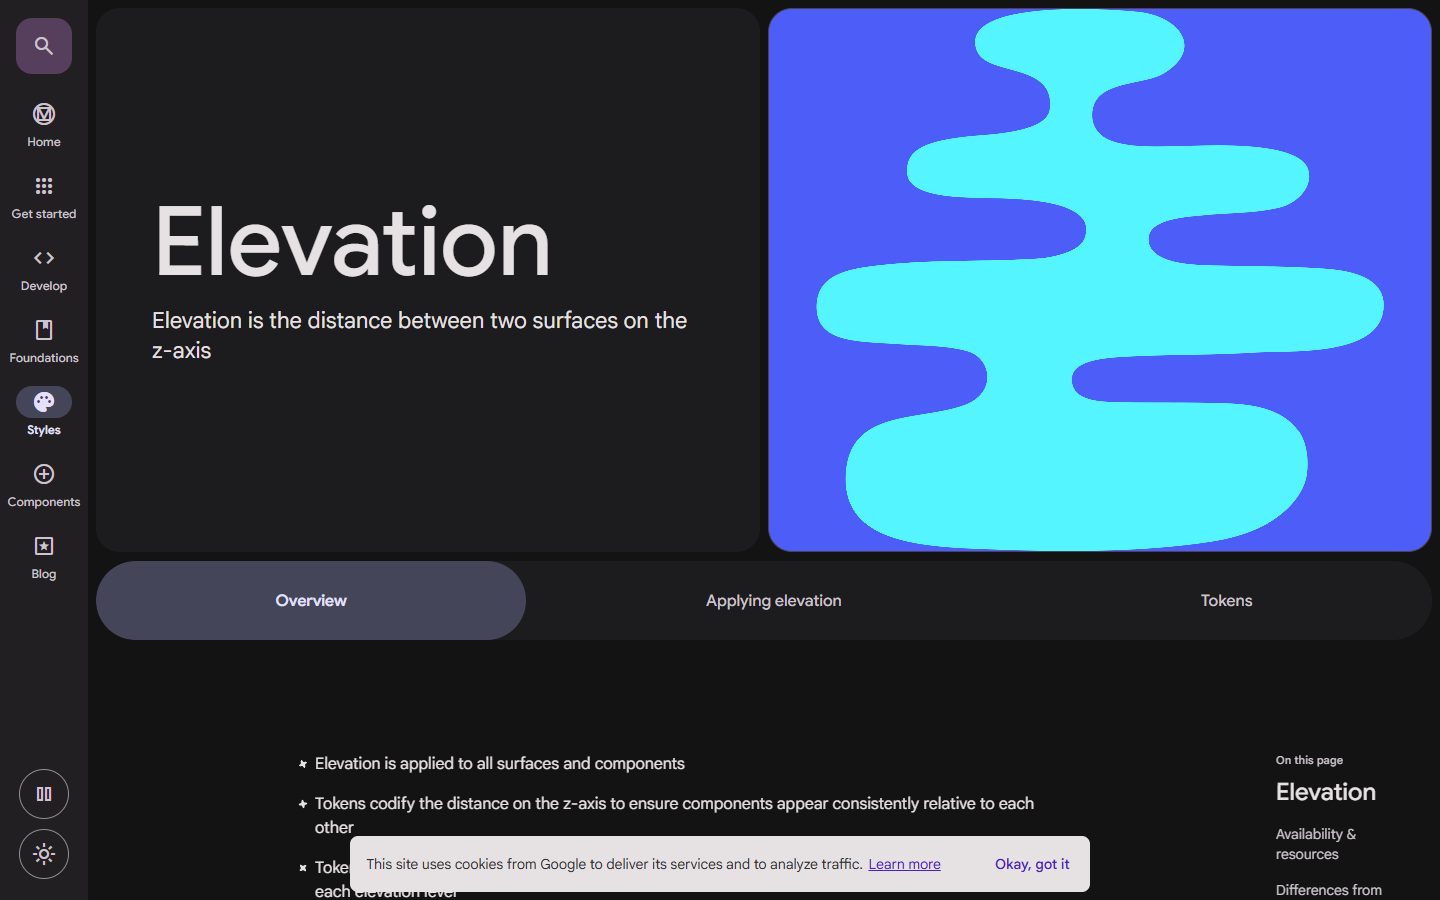 Home
Get started
Develop
Foundations
Styles
Components
Blog
Elevation
Elevation is the distance between two surfaces on the
z-axis
Overview
Applying elevation
Tokens
Elevation is applied to all surfaces and components
Tokens codify the distance on the z-axis to ensure components appear consistently relative to each
other
each elevation level
This site uses cookies from Google to deliver its services and to analyze traffic. Learn more
Okay, got it
On this page
Elevation
Availability &
resources
Differences from